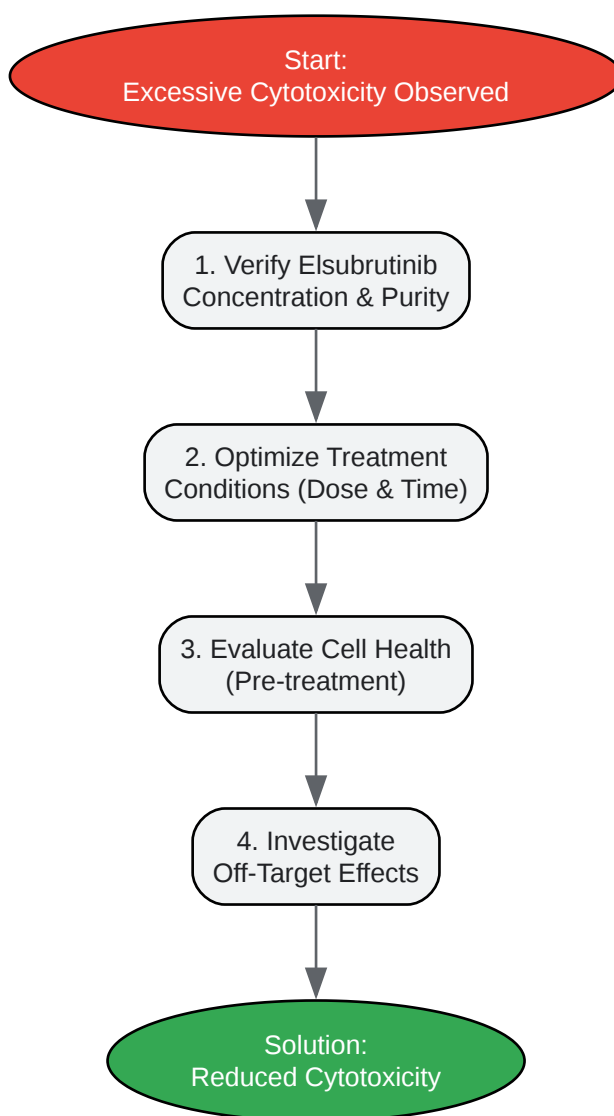 Start:
Excessive Cytotoxicity Observed
1. Verify Elsubrutinib
Concentration & Purity
2. Optimize Treatment
Conditions (Dose & Time)
3. Evaluate Cell Health
(Pre-treatment)
4. Investigate
Off-Target Effects
Solution:
Reduced Cytotoxicity